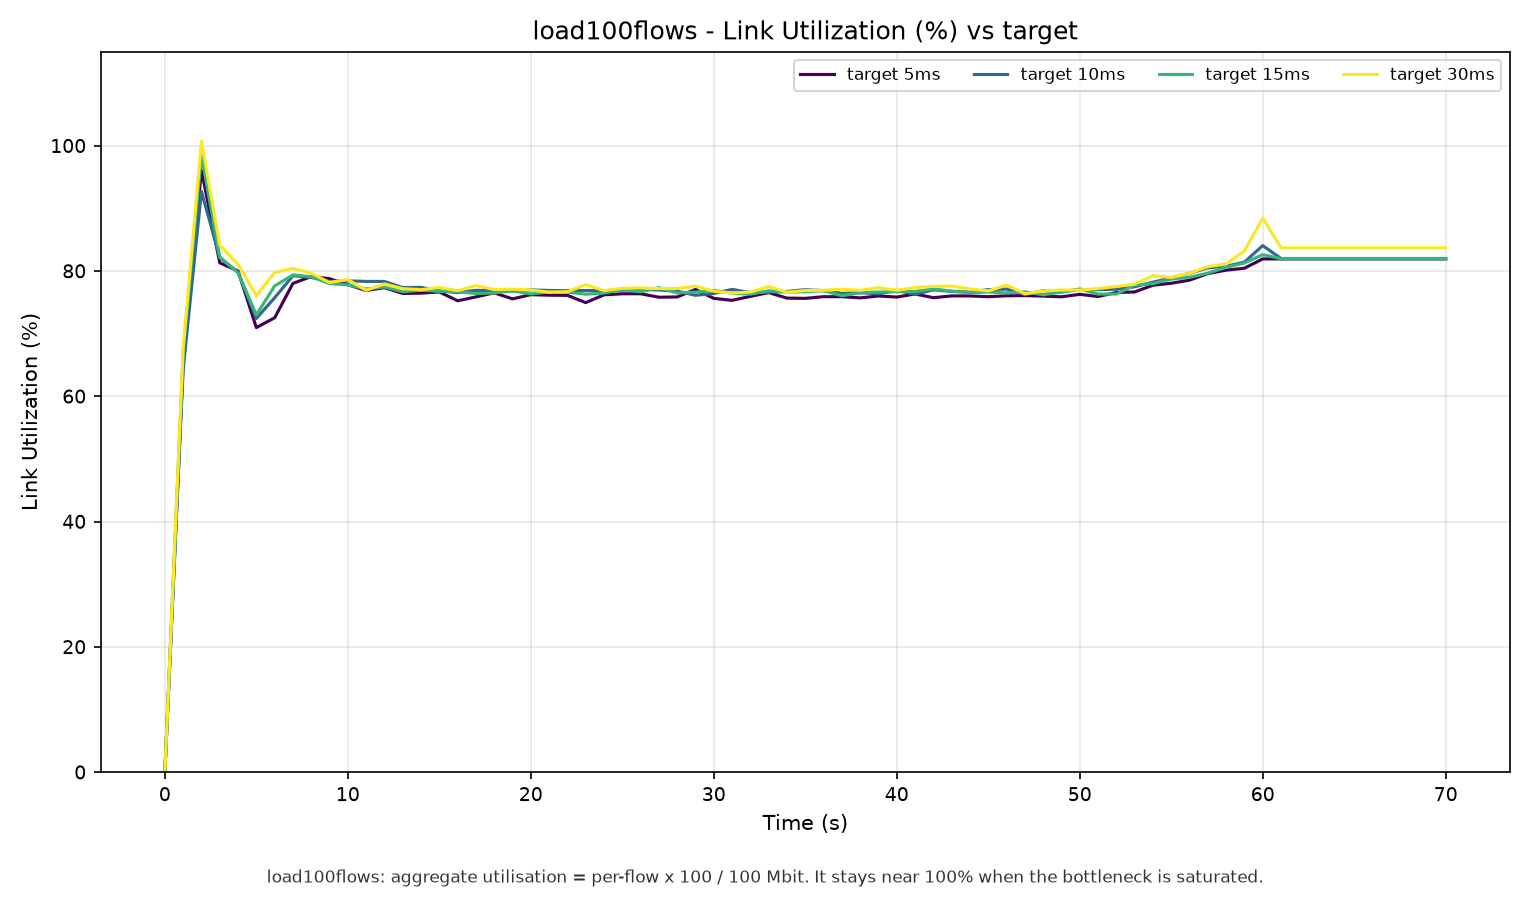 load100flows - Link Utilization (%) vs target
target 5ms
target 10ms
target 15ms
target 30ms
Link Utilization (%)
100
80
60
40
20
0
0 10 20 30 40 50 60 70
Time (s)
load100flows: aggregate utilisation = per-flow x 100 / 100 Mbit. It stays near 100% when the bottleneck is saturated.